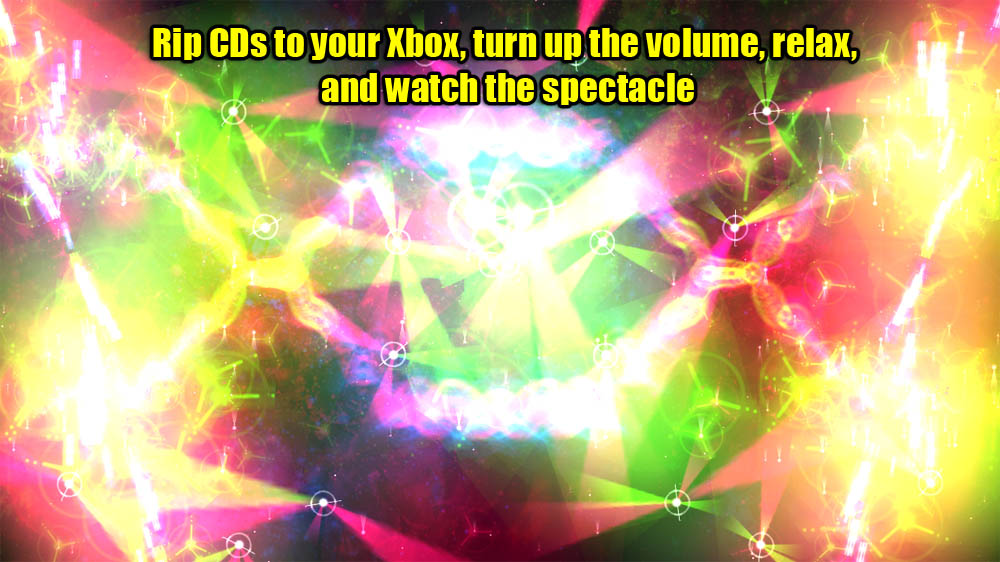 Rip CDs to your Xbox, turn up the volume, relax,
and watch the spectacle